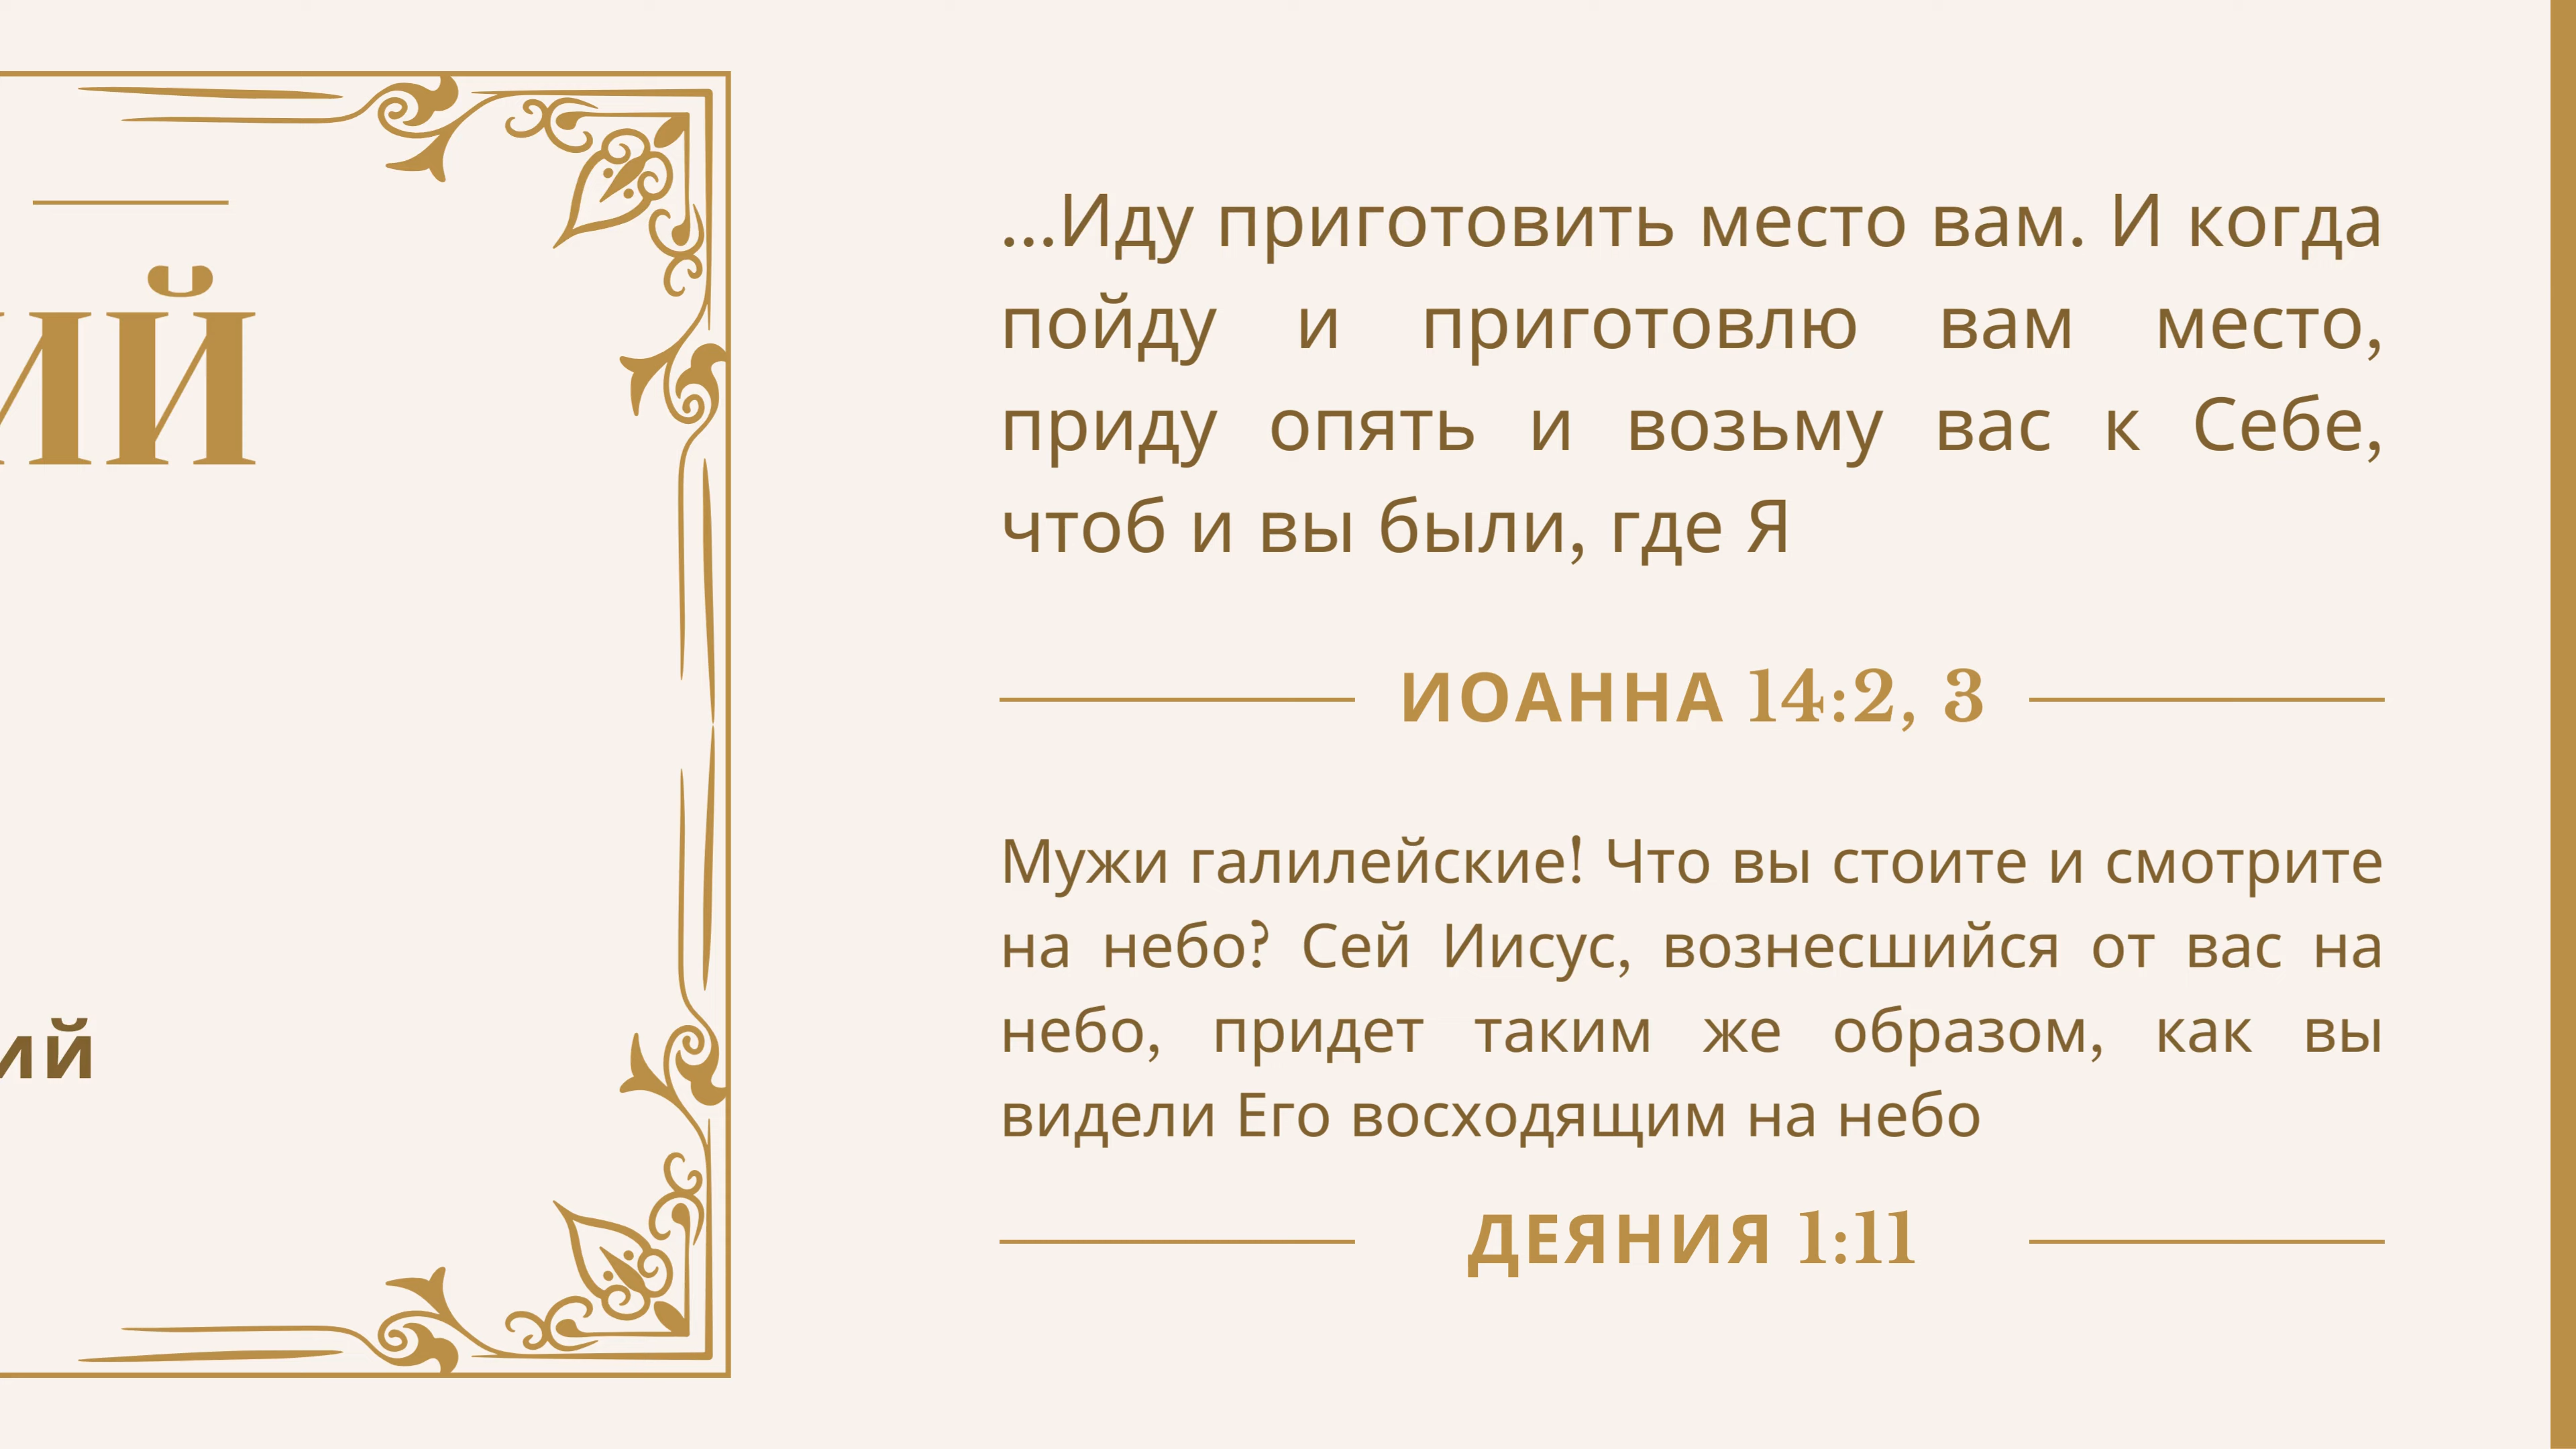 ИЙ
ий
...Иду приготовить место вам. И когда
пойду и приготовлю вам место,
приду опять и возьму вас к Себе,
чтоб и вы были, где Я
ИОАННА 14:2, 3
Мужи галилейские! Что вы стоите и смотрите
на небо? Сей Иисус, вознесшийся от вас на
небо, придет таким же образом, как вы
видели Его восходящим на небо
ДЕЯНИЯ 1:11